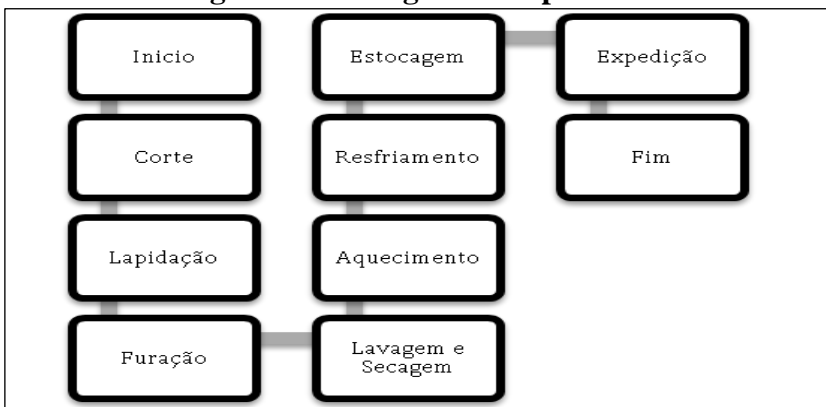 Inicio
Corte
Lapidação
Furação
Lavagem e
Secagem
Aquecimento
Resfriamento
Estocagem
Expedição
Fim